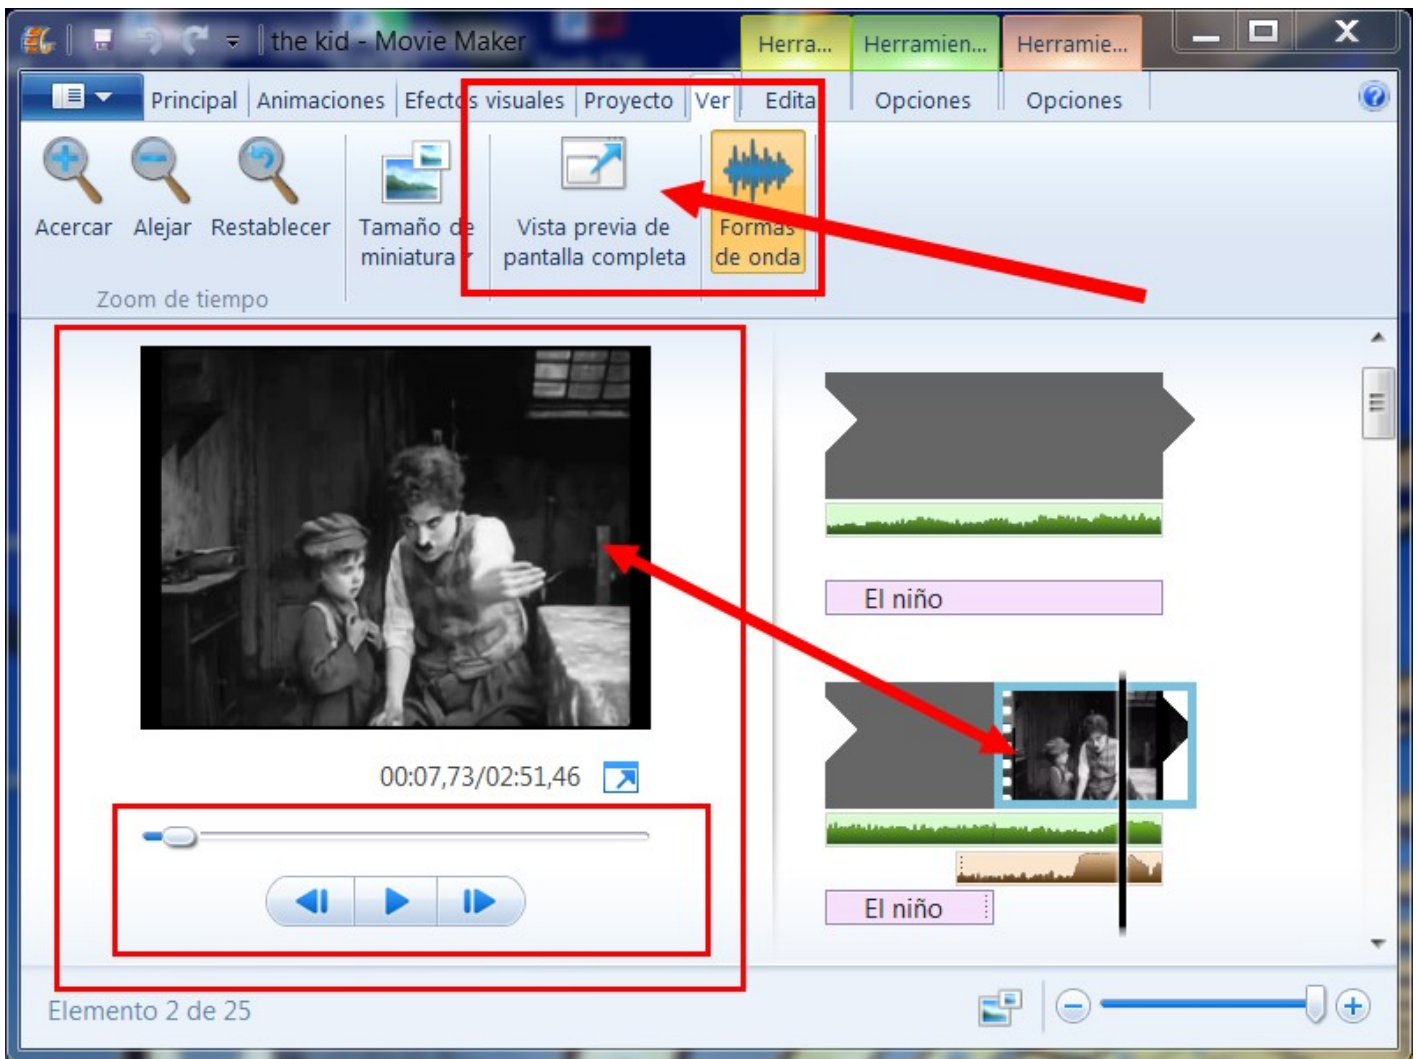 the kid - Movie Maker
Herra...
Herramien...
Herramie...
Principal
Animaciones
Efectos visuales
Proyecto
Ver
Edita
Opciones
Opciones
Acercar
Alejar
Restablecer
Tamaño de
miniatura
Vista previa de
pantalla completa
Formas
de onda
Zoom de tiempo
El niño
00:07,73/02:51,46
El niño
Elemento 2 de 25